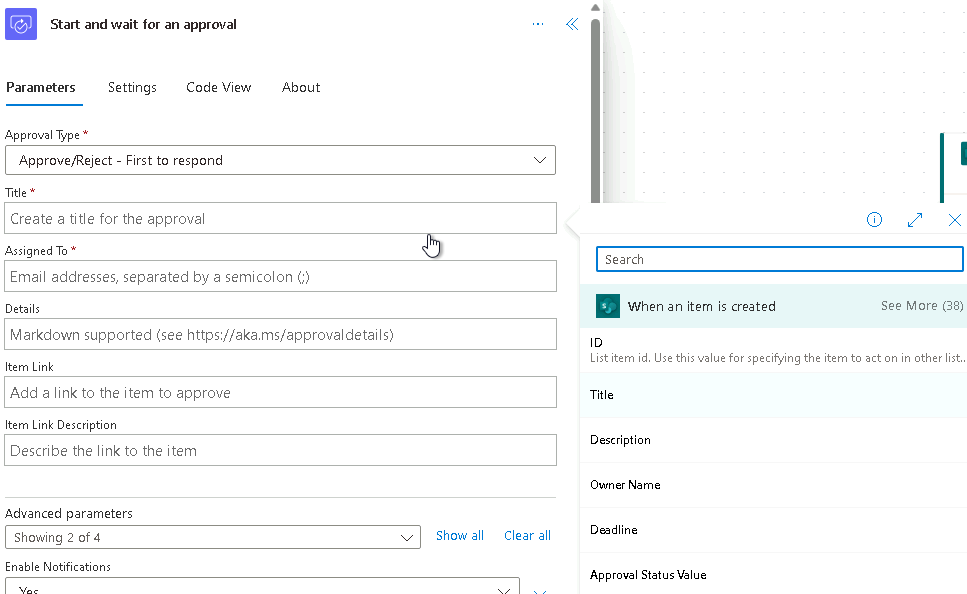 Start and wait for an approval
Parameters
Settings
Code View
About
Approval Type *
Approve/Reject - First to respond
Title *
Create a title for the approval
Assigned To *
Email addresses, separated by a semicolon (;)
Details
Markdown supported (see https://aka.ms/approvaldetails)
Item Link
Add a link to the item to approve
Item Link Description
Describe the link to the item
Advanced parameters
Showing 2 of 4
Show all
Clear all
Enable Notifications
Yes
Search
When an item is created
See More (38)
ID
List item id. Use this value for specifying the item to act on in other list...
Title
Description
Owner Name
Deadline
Approval Status Value